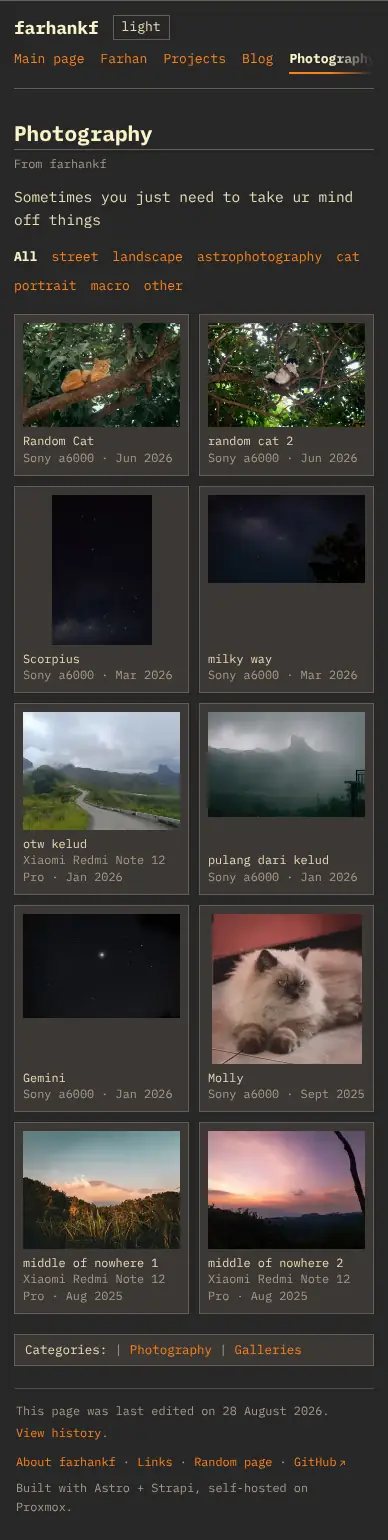 farhankf light
Main page Farhan Projects Blog Photography
Photography
From farhankf
Sometimes you just need to take ur mind
off things
All street landscape astrophotography cat
portrait macro other
Random Cat
Sony a6000 · Jun 2026
random cat 2
Sony a6000 · Jun 2026
Scorpius
Sony a6000 · Mar 2026
milky way
Sony a6000 · Mar 2026
otw kelud
Xiaomi Redmi Note 12
Pro · Jan 2026
pulang dari kelud
Sony a6000 · Jan 2026
Gemini
Sony a6000 · Jan 2026
Molly
Sony a6000 · Sept 2025
middle of nowhere 1
Xiaomi Redmi Note 12
Pro · Aug 2025
middle of nowhere 2
Xiaomi Redmi Note 12
Pro · Aug 2025
Categories: | Photography | Galleries
This page was last edited on 28 August 2026.
View history.
About farhankf · Links · Random page · GitHub↗
Built with Astro + Strapi, self-hosted on
Proxmox.